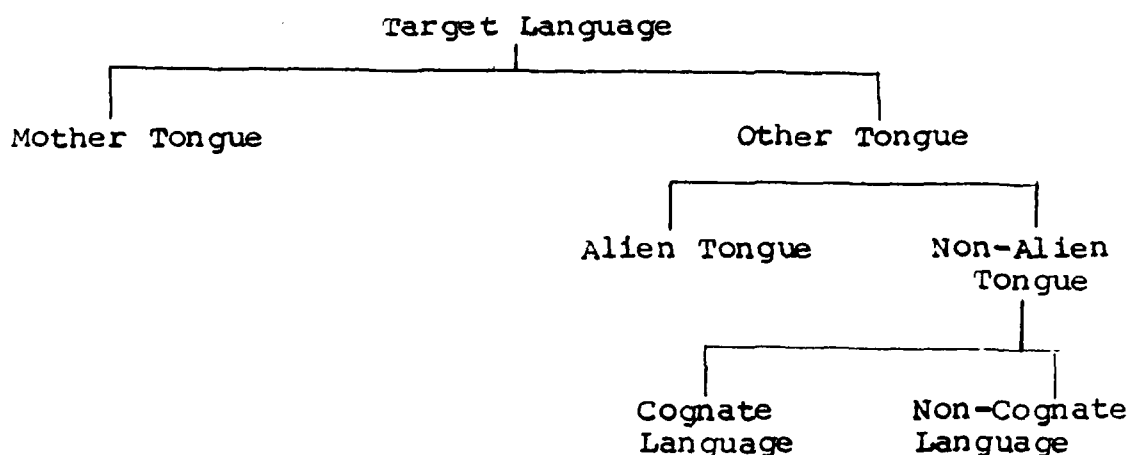 Target Language
Mother Tongue Other Tongue
Alien Tongue Non-Alien
Tongue
Cognate Non-Cognate
Language Language